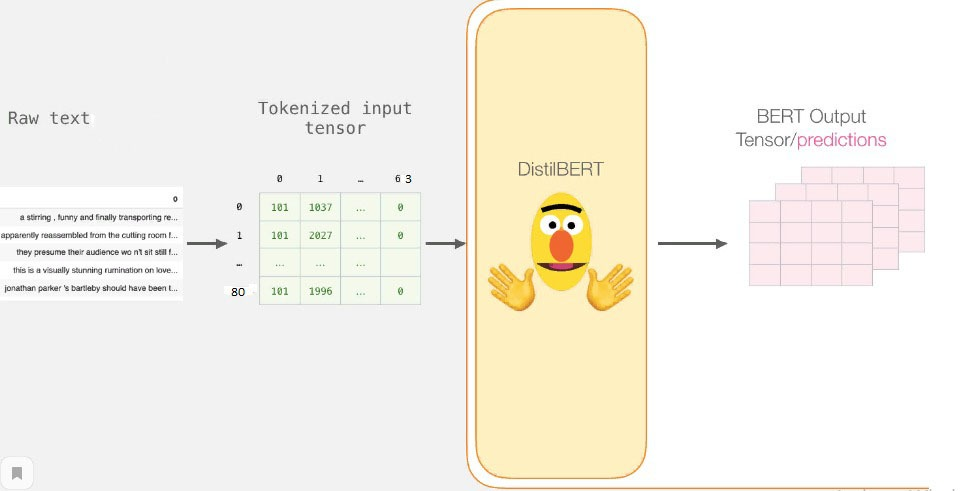 Raw text
0
a stirring , funny and finally transporting re...
apparently reassembled from the cutting room f...
they presume their audience wo n't sit still f...
this is a visually stunning rumination on love...
jonathan parker 's bartleby should have been t...
Tokenized input
tensor
0 1 … 6 3
0 101 1037 ... 0
1 101 2027 ... 0
… ... ... ... ...
80 101 1996 ... 0
DistilBERT
BERT Output
Tensor/predictions